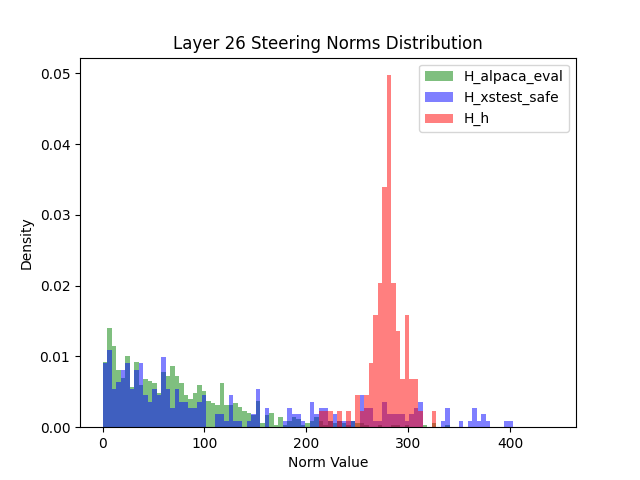 Layer 26 Steering Norms Distribution
H_alpaca_eval
H_xstest_safe
H_h
0.05
0.04
0.03
0.02
0.01
0.00
Density
0
100
200
300
400
Norm Value